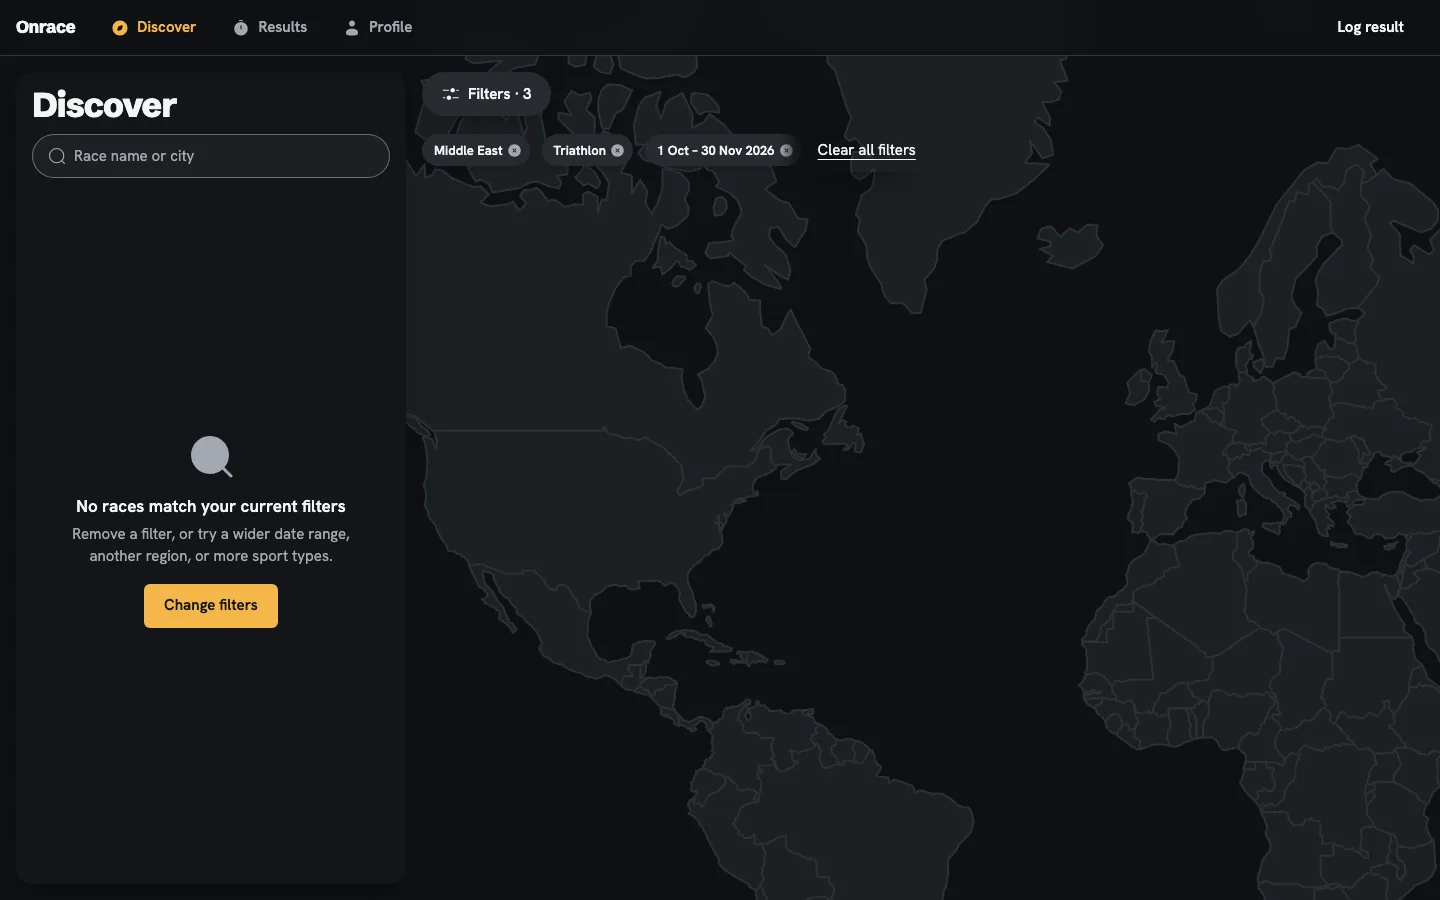 Onrace
Discover
Results
Profile
Log result
Discover
Race name or city
Filters · 3
Middle East
Triathlon
1 Oct – 30 Nov 2026
Clear all filters
No races match your current filters
Remove a filter, or try a wider date range,
another region, or more sport types.
Change filters